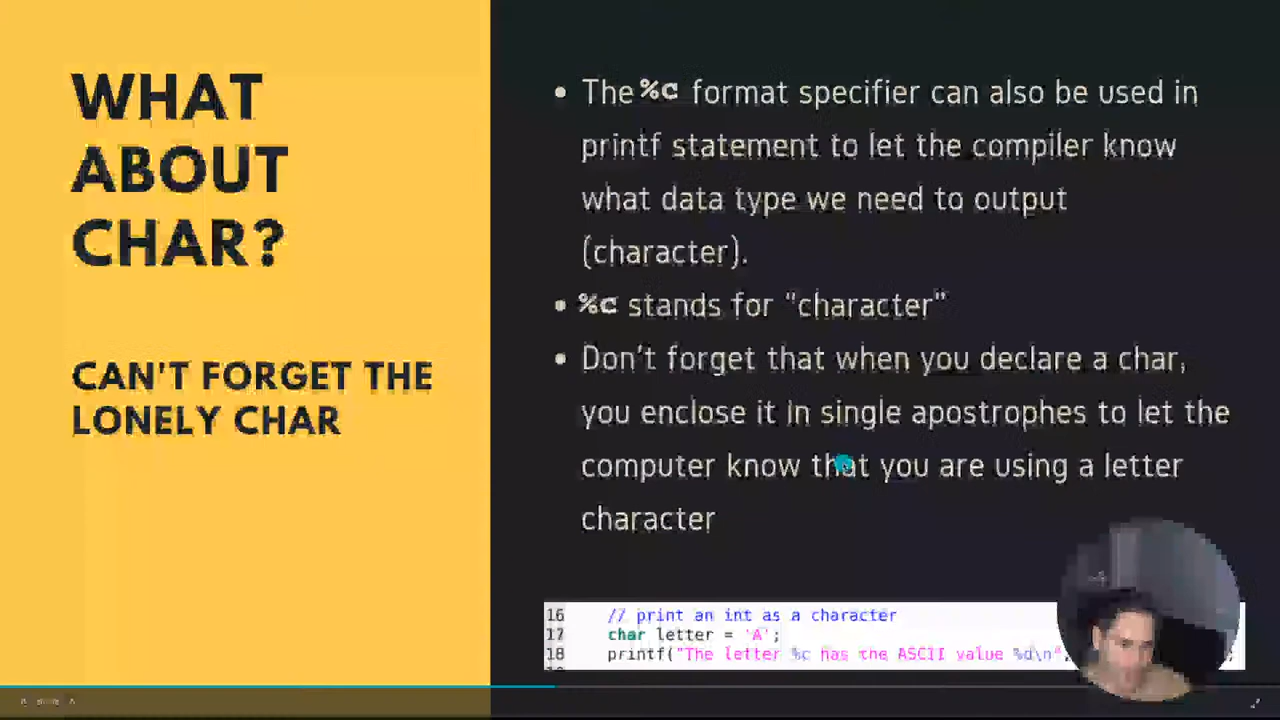 WHAT
ABOUT
CHAR?
CAN'T FORGET THE
LONELY CHAR
• The %c format specifier can also be used in
printf statement to let the compiler know
what data type we need to output
(character).
• %c stands for "character"
• Don't forget that when you declare a char,
you enclose it in single apostrophes to let the
computer know that you are using a letter
character
16 // print an int as a character
17 char letter = 'A';
18 printf("The letter %c has the ASCII value %d\n",